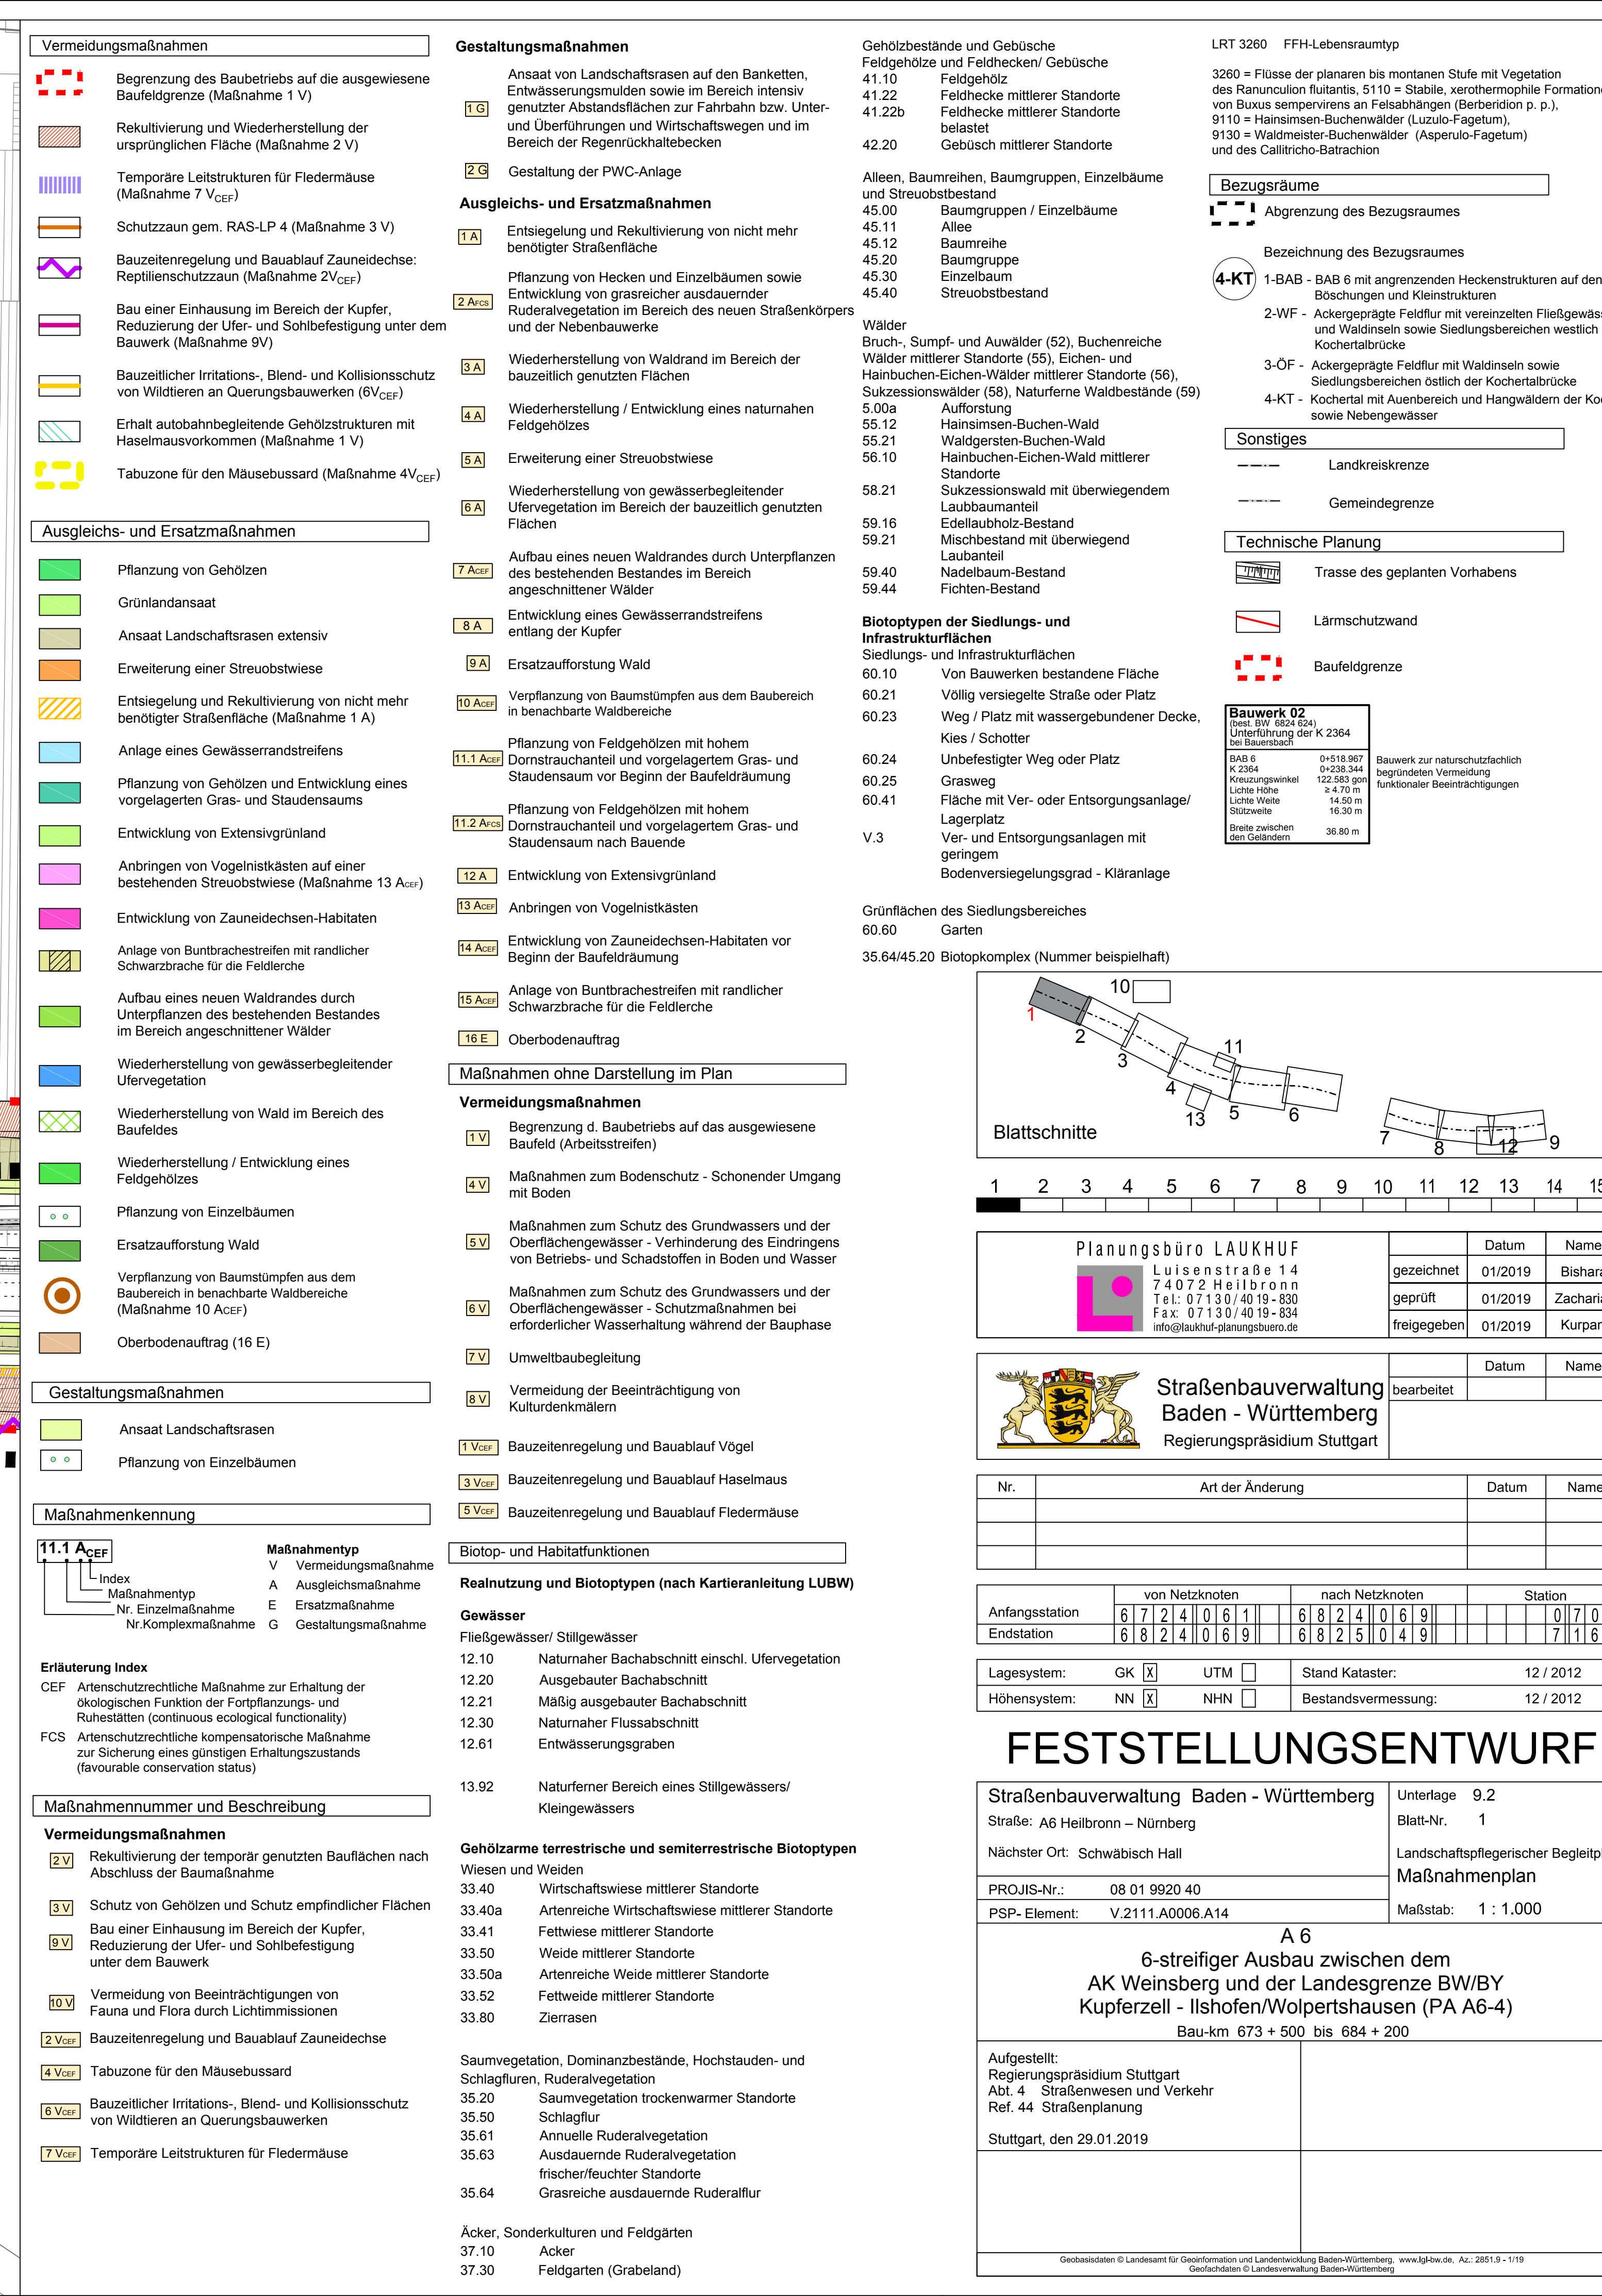 Vermeidungsmaßnahmen
Begrenzung des Baubetriebs auf die ausgewiesene
Baufeldgrenze (Maßnahme 1 V)
Rekultivierung und Wiederherstellung der
ursprünglichen Fläche (Maßnahme 2 V)
Temporäre Leitstrukturen für Fledermäuse
(Maßnahme 7 VCEF)
Schutzzaun gem. RAS-LP 4 (Maßnahme 3 V)
Bauzeitenregelung und Bauablauf Zauneidechse:
Reptilienschutzzaun (Maßnahme 2VCEF)
Bau einer Einhausung im Bereich der Kupfer,
Reduzierung der Ufer- und Sohlbefestigung unter dem
Bauwerk (Maßnahme 9V)
Bauzeitlicher Irritations-, Blend- und Kollisionsschutz
von Wildtieren an Querungsbauwerken (6VCEF)
Erhalt autobahnbegleitende Gehölzstrukturen mit
Haselmausvorkommen (Maßnahme 1 V)
Tabuzone für den Mäusebussard (Maßnahme 4VCEF)
Ausgleichs- und Ersatzmaßnahmen
Pflanzung von Gehölzen
Grünlandansaat
Ansaat Landschaftsrasen extensiv
Erweiterung einer Streuobstwiese
Entsiegelung und Rekultivierung von nicht mehr
benötigter Straßenfläche (Maßnahme 1 A)
Anlage eines Gewässerrandstreifens
Pflanzung von Gehölzen und Entwicklung eines
vorgelagerten Gras- und Staudensaums
Entwicklung von Extensivgrünland
Anbringen von Vogelnistkästen auf einer
bestehenden Streuobstwiese (Maßnahme 13 ACEF)
Entwicklung von Zauneidechsen-Habitaten
Anlage von Buntbrachestreifen mit randlicher
Schwarzbrache für die Feldlerche
Aufbau eines neuen Waldrandes durch
Unterpflanzen des bestehenden Bestandes
im Bereich angeschnittener Wälder
Wiederherstellung von gewässerbegleitender
Ufervegetation
Wiederherstellung von Wald im Bereich des
Baufeldes
Wiederherstellung / Entwicklung eines
Feldgehölzes
Pflanzung von Einzelbäumen
Ersatzaufforstung Wald
Verpflanzung von Baumstümpfen aus dem
Baubereich in benachbarte Waldbereiche
(Maßnahme 10 ACEF)
Oberbodenauftrag (16 E)
Gestaltungsmaßnahmen
Ansaat Landschaftsrasen
Pflanzung von Einzelbäumen
Maßnahmenkennung
11.1 ACEF
Index
Maßnahmentyp
Nr. Einzelmaßnahme
Nr.Komplexmaßnahme
Maßnahmentyp
V Vermeidungsmaßnahme
A Ausgleichsmaßnahme
E Ersatzmaßnahme
G Gestaltungsmaßnahme
Erläuterung Index
CEF Artenschutzrechtliche Maßnahme zur Erhaltung der
ökologischen Funktion der Fortpflanzungs- und
Ruhestätten (continuous ecological functionality)
FCS Artenschutzrechtliche kompensatorische Maßnahme
zur Sicherung eines günstigen Erhaltungszustands
(favourable conservation status)
Maßnahmennummer und Beschreibung
Vermeidungsmaßnahmen
2 V Rekultivierung der temporär genutzten Bauflächen nach
Abschluss der Baumaßnahme
3 V Schutz von Gehölzen und Schutz empfindlicher Flächen
9 V Bau einer Einhausung im Bereich der Kupfer,
Reduzierung der Ufer- und Sohlbefestigung
unter dem Bauwerk
10 V Vermeidung von Beeinträchtigungen von
Fauna und Flora durch Lichtimmissionen
2 VCEF Bauzeitenregelung und Bauablauf Zauneidechse
4 VCEF Tabuzone für den Mäusebussard
6 VCEF Bauzeitlicher Irritations-, Blend- und Kollisionsschutz
von Wildtieren an Querungsbauwerken
7 VCEF Temporäre Leitstrukturen für Fledermäuse
Gestaltungsmaßnahmen
1 G Ansaat von Landschaftsrasen auf den Banketten,
Entwässerungsmulden sowie im Bereich intensiv
genutzter Abstandsflächen zur Fahrbahn bzw. Unter-
und Überführungen und Wirtschaftswegen und im
Bereich der Regenrückhaltebecken
2 G Gestaltung der PWC-Anlage
Ausgleichs- und Ersatzmaßnahmen
1 A Entsiegelung und Rekultivierung von nicht mehr
benötigter Straßenfläche
2 AFCS Pflanzung von Hecken und Einzelbäumen sowie
Entwicklung von grasreicher ausdauernder
Ruderalvegetation im Bereich des neuen Straßenkörpers
und der Nebenbauwerke
3 A Wiederherstellung von Waldrand im Bereich der
bauzeitlich genutzten Flächen
4 A Wiederherstellung / Entwicklung eines naturnahen
Feldgehölzes
5 A Erweiterung einer Streuobstwiese
6 A Wiederherstellung von gewässerbegleitender
Ufervegetation im Bereich der bauzeitlich genutzten
Flächen
7 ACEF Aufbau eines neuen Waldrandes durch Unterpflanzen
des bestehenden Bestandes im Bereich
angeschnittener Wälder
8 A Entwicklung eines Gewässerrandstreifens
entlang der Kupfer
9 A Ersatzaufforstung Wald
10 ACEF Verpflanzung von Baumstümpfen aus dem Baubereich
in benachbarte Waldbereiche
11.1 ACEF Pflanzung von Feldgehölzen mit hohem
Dornstrauchanteil und vorgelagertem Gras- und
Staudensaum vor Beginn der Baufeldräumung
11.2 AFCS Pflanzung von Feldgehölzen mit hohem
Dornstrauchanteil und vorgelagertem Gras- und
Staudensaum nach Bauende
12 A Entwicklung von Extensivgrünland
13 ACEF Anbringen von Vogelnistkästen
14 ACEF Entwicklung von Zauneidechsen-Habitaten vor
Beginn der Baufeldräumung
15 ACEF Anlage von Buntbrachestreifen mit randlicher
Schwarzbrache für die Feldlerche
16 E Oberbodenauftrag
Maßnahmen ohne Darstellung im Plan
Vermeidungsmaßnahmen
1 V Begrenzung d. Baubetriebs auf das ausgewiesene
Baufeld (Arbeitsstreifen)
4 V Maßnahmen zum Bodenschutz - Schonender Umgang
mit Boden
5 V Maßnahmen zum Schutz des Grundwassers und der
Oberflächengewässer - Verhinderung des Eindringens
von Betriebs- und Schadstoffen in Boden und Wasser
6 V Maßnahmen zum Schutz des Grundwassers und der
Oberflächengewässer - Schutzmaßnahmen bei
erforderlicher Wasserhaltung während der Bauphase
7 V Umweltbaubegleitung
8 V Vermeidung der Beeinträchtigung von
Kulturdenkmälern
1 VCEF Bauzeitenregelung und Bauablauf Vögel
3 VCEF Bauzeitenregelung und Bauablauf Haselmaus
5 VCEF Bauzeitenregelung und Bauablauf Fledermäuse
Biotop- und Habitatfunktionen
Realnutzung und Biotoptypen (nach Kartieranleitung LUBW)
Gewässer
Fließgewässer/ Stillgewässer
12.10 Naturnaher Bachabschnitt einschl. Ufervegetation
12.20 Ausgebauter Bachabschnitt
12.21 Mäßig ausgebauter Bachabschnitt
12.30 Naturnaher Flussabschnitt
12.61 Entwässerungsgraben
13.92 Naturferner Bereich eines Stillgewässers/
Kleingewässers
Gehölzarme terrestrische und semiterrestrische Biotoptypen
Wiesen und Weiden
33.40 Wirtschaftswiese mittlerer Standorte
33.40a Artenreiche Wirtschaftswiese mittlerer Standorte
33.41 Fettwiese mittlerer Standorte
33.50 Weide mittlerer Standorte
33.50a Artenreiche Weide mittlerer Standorte
33.52 Fettweide mittlerer Standorte
33.80 Zierrasen
Saumvegetation, Dominanzbestände, Hochstauden- und
Schlagfluren, Ruderalvegetation
35.20 Saumvegetation trockenwarmer Standorte
35.50 Schlagflur
35.61 Annuelle Ruderalvegetation
35.63 Ausdauernde Ruderalvegetation
frischer/feuchter Standorte
35.64 Grasreiche ausdauernde Ruderalflur
Äcker, Sonderkulturen und Feldgärten
37.10 Acker
37.30 Feldgarten (Grabeland)
Gehölzbestände und Gebüsche
Feldgehölze und Feldhecken/ Gebüsche
41.10 Feldgehölz
41.22 Feldhecke mittlerer Standorte
41.22b Feldhecke mittlerer Standorte
belastet
42.20 Gebüsch mittlerer Standorte
Alleen, Baumreihen, Baumgruppen, Einzelbäume
und Streuobstbestand
45.00 Baumgruppen / Einzelbäume
45.11 Allee
45.12 Baumreihe
45.20 Baumgruppe
45.30 Einzelbaum
45.40 Streuobstbestand
Wälder
Bruch-, Sumpf- und Auwälder (52), Buchenreiche
Wälder mittlerer Standorte (55), Eichen- und
Hainbuchen-Eichen-Wälder mittlerer Standorte (56),
Sukzessionswälder (58), Naturferne Waldbestände (59)
5.00a Aufforstung
55.12 Hainsimsen-Buchen-Wald
55.21 Waldgersten-Buchen-Wald
56.10 Hainbuchen-Eichen-Wald mittlerer
Standorte
58.21 Sukzessionswald mit überwiegendem
Laubbaumanteil
59.16 Edellaubholz-Bestand
59.21 Mischbestand mit überwiegend
Laubanteil
59.40 Nadelbaum-Bestand
59.44 Fichten-Bestand
Biotoptypen der Siedlungs- und
Infrastrukturflächen
Siedlungs- und Infrastrukturflächen
60.10 Von Bauwerken bestandene Fläche
60.21 Völlig versiegelte Straße oder Platz
60.23 Weg / Platz mit wassergebundener Decke,
Kies / Schotter
60.24 Unbefestigter Weg oder Platz
60.25 Grasweg
60.41 Fläche mit Ver- oder Entsorgungsanlage/
Lagerplatz
V.3 Ver- und Entsorgungsanlagen mit
geringem
Bodenversiegelungsgrad - Kläranlage
Grünflächen des Siedlungsbereiches
60.60 Garten
35.64/45.20 Biotopkomplex (Nummer beispielhaft)
LRT 3260 FFH-Lebensraumtyp
3260 = Flüsse der planaren bis montanen Stufe mit Vegetation
des Ranunculion fluitantis, 5110 = Stabile, xerothermophile Formatione
von Buxus sempervirens an Felsabhängen (Berberidion p. p.),
9110 = Hainsimsen-Buchenwälder (Luzulo-Fagetum),
9130 = Waldmeister-Buchenwälder (Asperulo-Fagetum)
und des Callitricho-Batrachion
Bezugsräume
Abgrenzung des Bezugsraumes
Bezeichnung des Bezugsraumes
4-KT
1-BAB - BAB 6 mit angrenzenden Heckenstrukturen auf den
Böschungen und Kleinstrukturen
2-WF - Ackergeprägte Feldflur mit vereinzelten Fließgewäss
und Waldinseln sowie Siedlungsbereichen westlich
Kochertalbrücke
3-ÖF - Ackergeprägte Feldflur mit Waldinseln sowie
Siedlungsbereichen östlich der Kochertalbrücke
4-KT - Kochertal mit Auenbereich und Hangwäldern der Koc
sowie Nebengewässer
Sonstiges
Landkreiskrenze
Gemeindegrenze
Technische Planung
Trasse des geplanten Vorhabens
Lärmschutzwand
Baufeldgrenze
Bauwerk 02
(best. BW 6824 624)
Unterführung der K 2364
bei Bauersbach
BAB 6 0+518.967
K 2364 0+238.344
Kreuzungswinkel 122.583 gon
Lichte Höhe ≥ 4.70 m
Lichte Weite 14.50 m
Stützweite 16.30 m
Breite zwischen
den Geländern 36.80 m
Bauwerk zur naturschutzfachlich
begründeten Vermeidung
funktionaler Beeinträchtigungen
10
1
2
3
11
4
13
5
6
7
8
12
9
Blattschnitte
1 2 3 4 5 6 7 8 9 10 11 12 13 14 15
Planungsbüro LAUKHUF
Luisenstraße 14
74072 Heilbronn
Tel.: 07130/4019-830
Fax: 07130/4019-834
info@laukhuf-planungsbuero.de
Datum Name
gezeichnet 01/2019 Bishara
geprüft 01/2019 Zacharia
freigegeben 01/2019 Kurpan
Straßenbauverwaltung
Baden - Württemberg
Regierungspräsidium Stuttgart
Datum Name
bearbeitet
Nr. Art der Änderung Datum Name
von Netzknoten nach Netzknoten Station
Anfangsstation 6724061 6824069 070
Endstation 6824069 6825049 716
Lagesystem: GK X UTM Stand Kataster: 12 / 2012
Höhensystem: NN X NHN Bestandsvermessung: 12 / 2012
FESTSTELLUNGSENTWURF
Straßenbauverwaltung Baden - Württemberg
Straße: A6 Heilbronn – Nürnberg
Nächster Ort: Schwäbisch Hall
PROJIS-Nr.: 08 01 9920 40
PSP- Element: V.2111.A0006.A14
Unterlage 9.2
Blatt-Nr. 1
Landschaftspflegerischer Begleitpl
Maßnahmenplan
Maßstab: 1 : 1.000
A 6
6-streifiger Ausbau zwischen dem
AK Weinsberg und der Landesgrenze BW/BY
Kupferzell - Ilshofen/Wolpertshausen (PA A6-4)
Bau-km 673 + 500 bis 684 + 200
Aufgestellt:
Regierungspräsidium Stuttgart
Abt. 4 Straßenwesen und Verkehr
Ref. 44 Straßenplanung
Stuttgart, den 29.01.2019
Geobasisdaten © Landesamt für Geoinformation und Landentwicklung Baden-Württemberg, www.lgl-bw.de, Az.: 2851.9 - 1/19
Geofachdaten © Landesverwaltung Baden-Württemberg